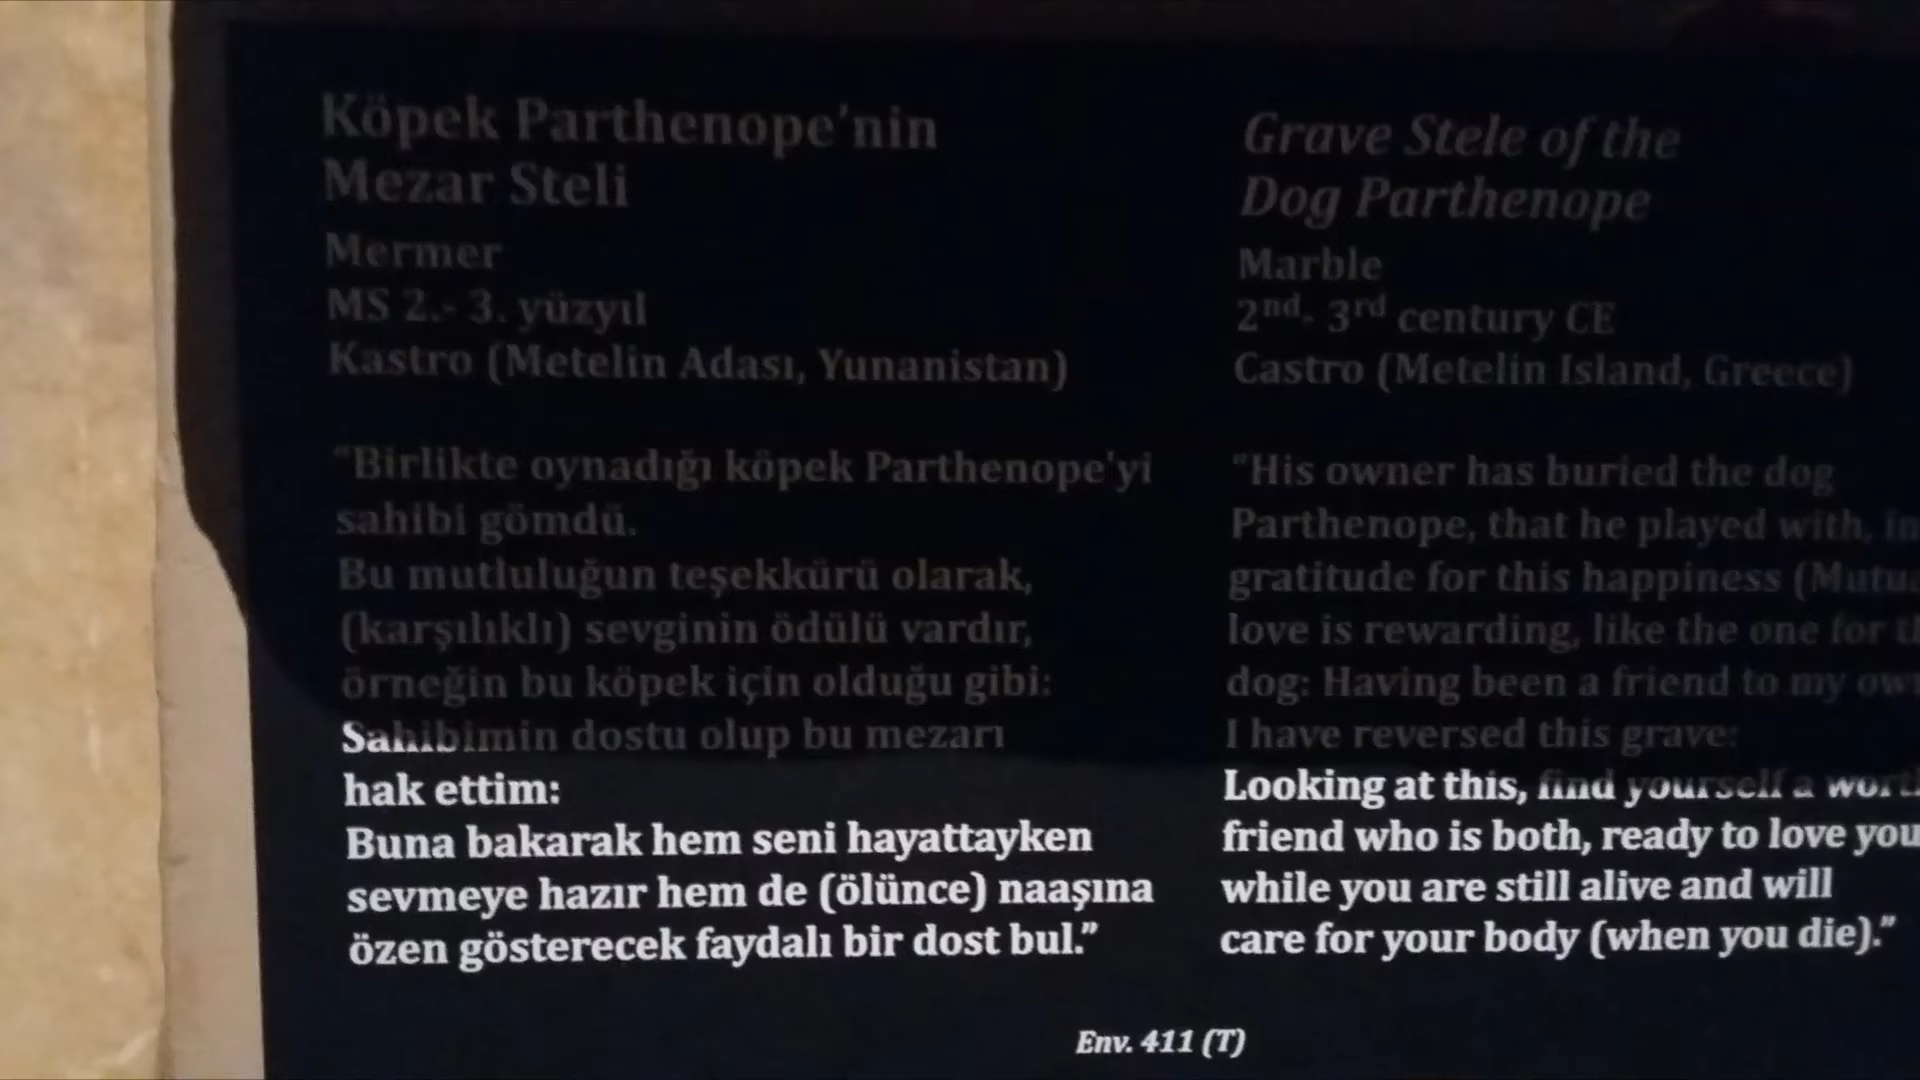 Köpek Parthenope'nin
Mezar Steli
Mermer
MS 2.- 3. yüzyıl
Kastro (Metelin Adası, Yunanistan)
"Birlikte oynadığı köpek Parthenope'yi
sahibi gömdü.
Bu mutluluğun teşekkürü olarak,
(karşılıklı) sevginin ödülü vardır,
örneğin bu köpek için olduğu gibi:
Sahibimin dostu olup bu mezarı
hak ettim:
Buna bakarak hem seni hayattayken
sevmeye hazır hem de (ölünce) naaşına
özen gösterecek faydalı bir dost bul."
Grave Stele of the
Dog Parthenope
Marble
2nd- 3rd century CE
Castro (Metelin Island, Greece)
"His owner has buried the dog
Parthenope, that he played with, in
gratitude for this happiness
love is rewarding, like the one for
dog: Having been a friend to my
I have reversed this grave:
Looking at this, find yourself a
friend who is both, ready to love you
while you are still alive and will
care for your body (when you die)."
Env. 411 (T)